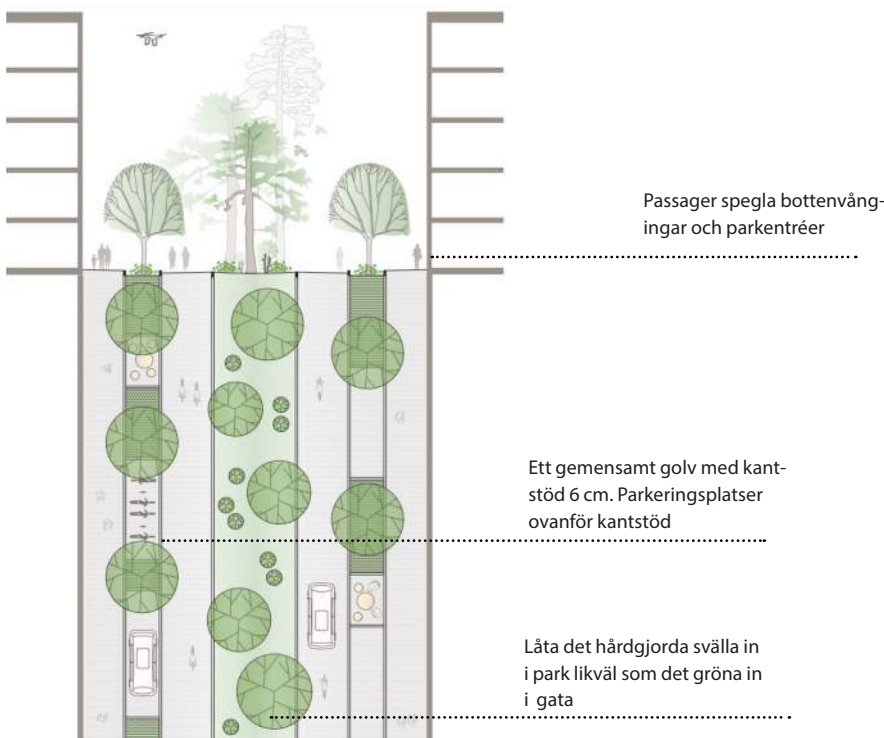 Passager spegla bottenvång-
ingar och parkentréer
Ett gemensamt golv med kant-
stöd 6 cm. Parkeringsplatser
ovanför kantstöd
Låta det hårdgjorda svälla in
i park likväl som det gröna in
i gata